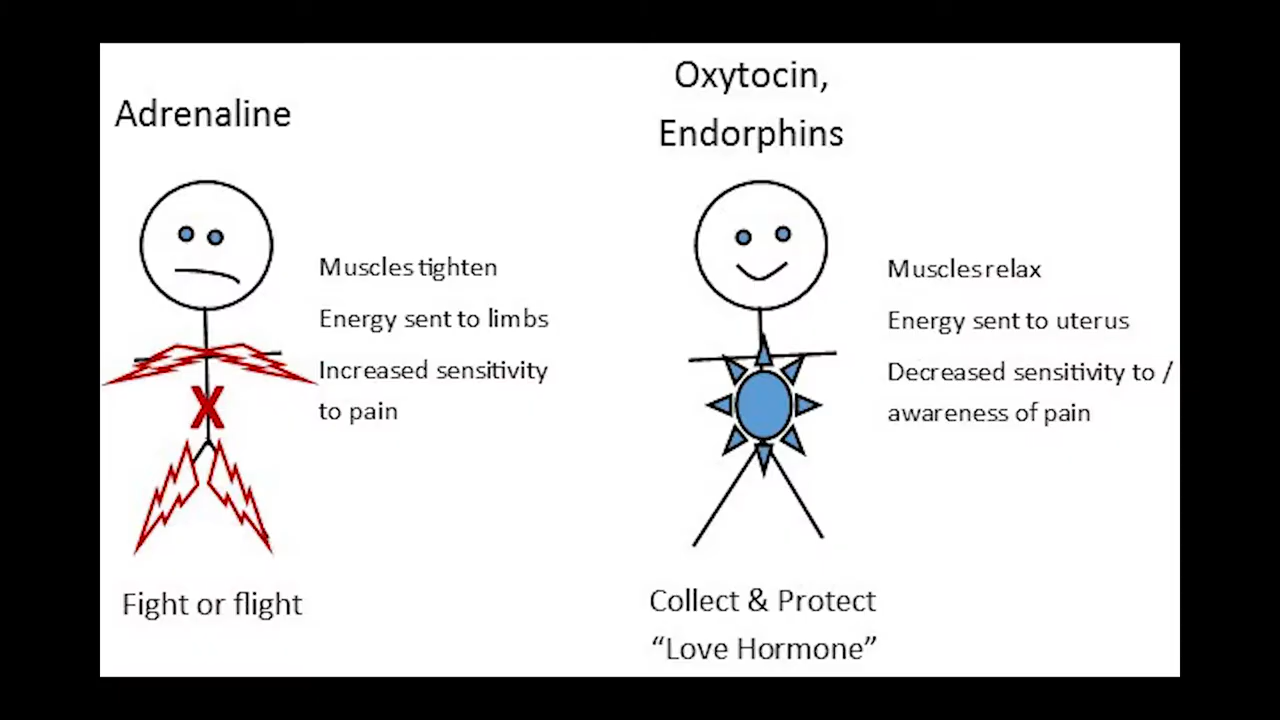 Adrenaline
Muscles tighten
Energy sent to limbs
Increased sensitivity
to pain
X
Fight or flight
Oxytocin,
Endorphins
Muscles relax
Energy sent to uterus
Decreased sensitivity to /
awareness of pain
Collect & Protect
“Love Hormone”